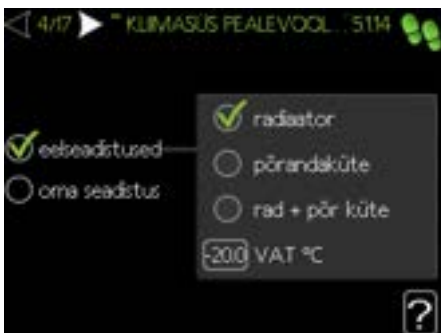 4/17 KLIIMASÜS PEALEVOOL... 5.1.14
eelseadistused
oma seadistus
radiaator
põrandaküte
rad + põr küte
-20.0 VAT °C
?